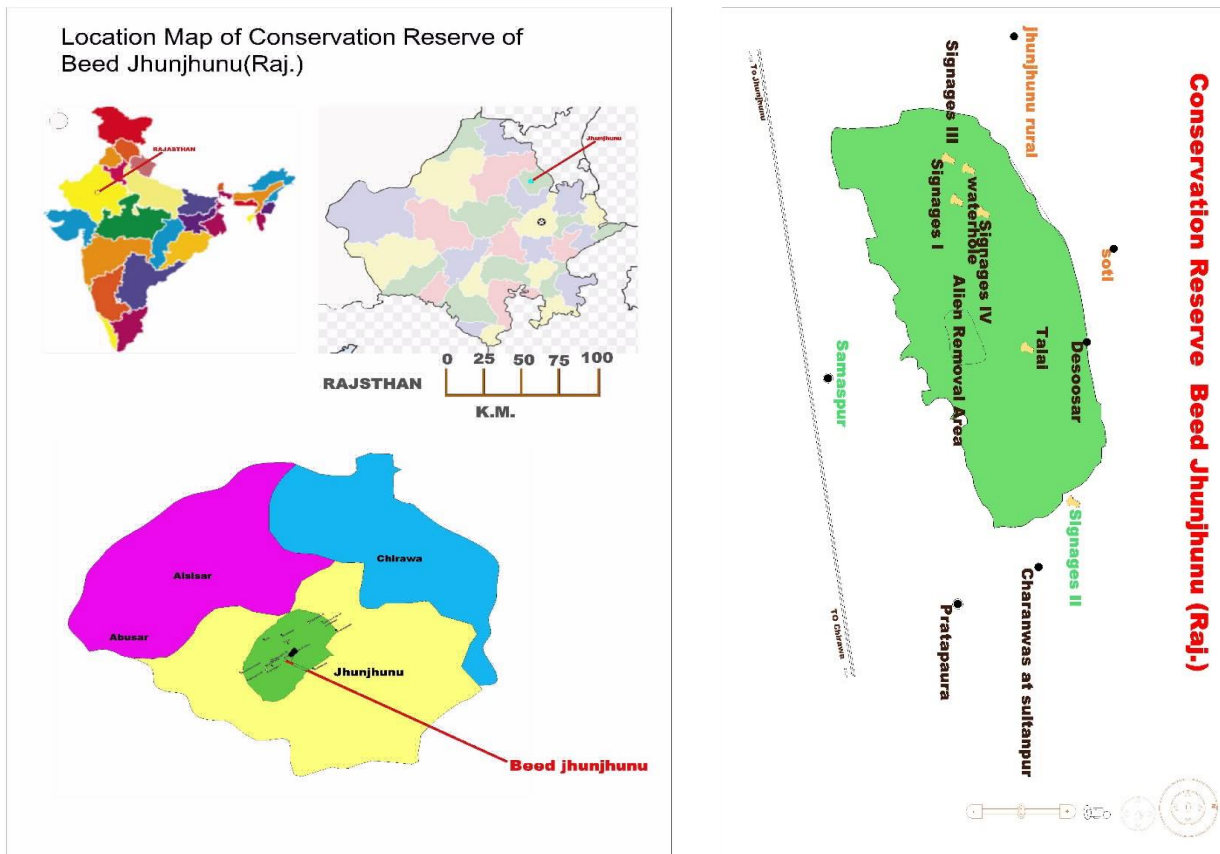 Location Map of Conservation Reserve of
Beed Jhunjhunu(Raj.)
RAJASTHAN
Jhunjhunu
0 25 50 75 100
RAJSTHAN
K.M.
Chirawa
Alsisar
Abusar
Jhunjhunu
Beed jhunjhunu
Conservation Reserve Beed Jhunjhunu (Raj.)
jhunjhunu rural
soti
Desoosar
Talai
Signages III
waterhole
Signages I
Signages IV
Alien Removal Area
Signages II
Charanwas at sultanpur
Pratapaura
Samaspur
To Jhunjhunu
TO Chirawa